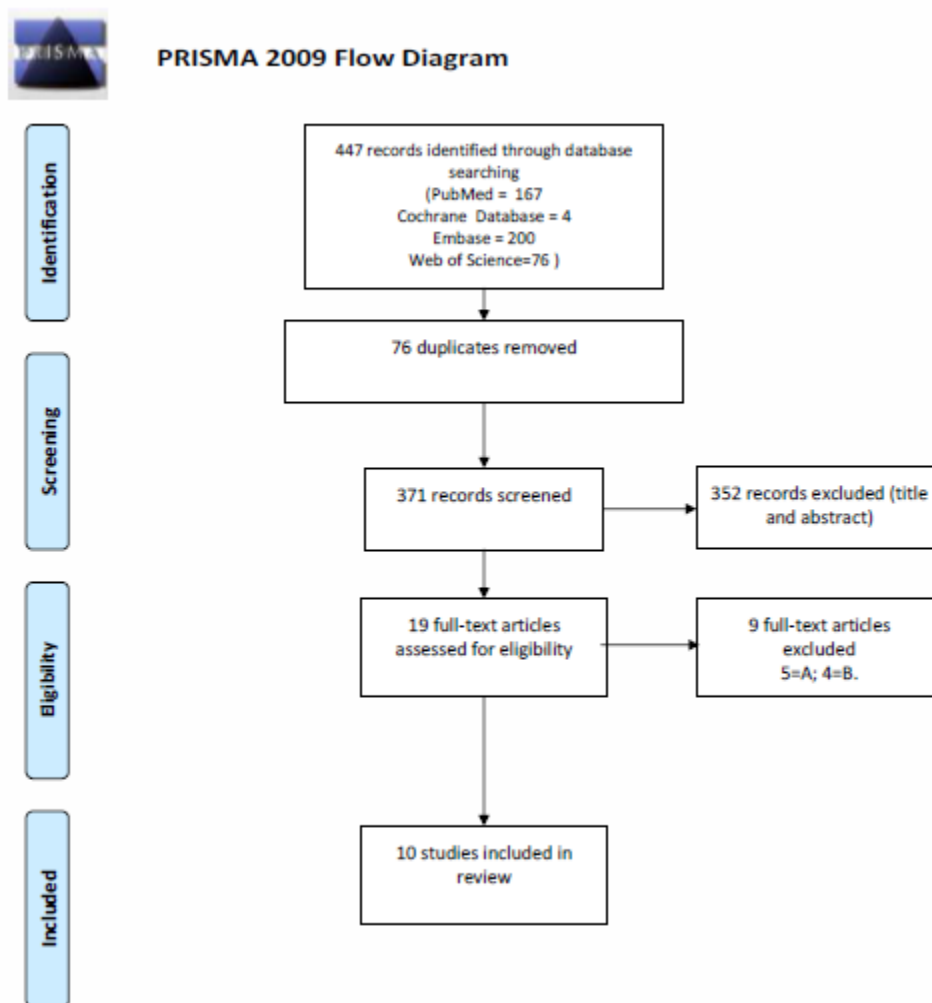 PRISMA
PRISMA 2009 Flow Diagram
Identification
447 records identified through database
searching
(PubMed = 167
Cochrane Database = 4
Embase = 200
Web of Science=76 )
76 duplicates removed
Screening
371 records screened
352 records excluded (title
and abstract)
Eligibility
19 full-text articles
assessed for eligibility
9 full-text articles
excluded
5=A; 4=B.
Included
10 studies included in
review